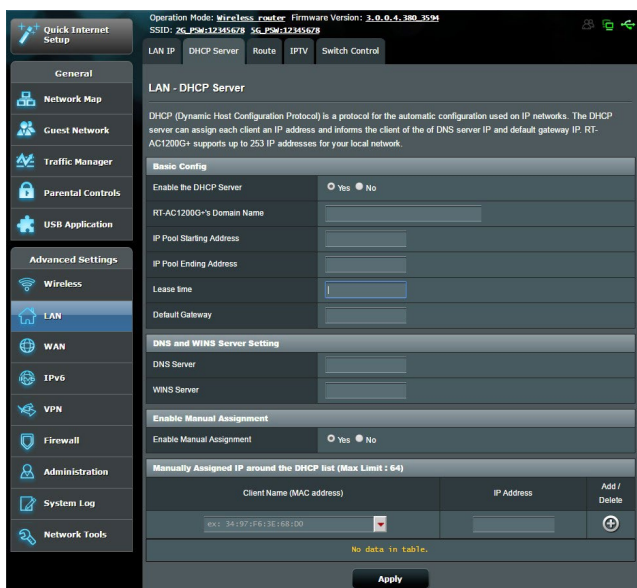 Quick Internet
Setup
Operation Mode: Wireless router Firmware Version: 3.0.0.4.380_3594
SSID: 2G_PSW:12345678 5G_PSW:12345678
LAN IP DHCP Server Route IPTV Switch Control
General
Network Map
Guest Network
Traffic Manager
Parental Controls
USB Application
Advanced Settings
Wireless
LAN
WAN
IPv6
VPN
Firewall
Administration
System Log
Network Tools
LAN - DHCP Server
DHCP (Dynamic Host Configuration Protocol) is a protocol for the automatic configuration used on IP networks. The DHCP
server can assign each client an IP address and informs the client of the of DNS server IP and default gateway IP. RT-
AC1200G+ supports up to 253 IP addresses for your local network.
Basic Config
Enable the DHCP Server Yes No
RT-AC1200G+'s Domain Name
IP Pool Starting Address
IP Pool Ending Address
Lease time
Default Gateway
DNS and WINS Server Setting
DNS Server
WINS Server
Enable Manual Assignment
Enable Manual Assignment Yes No
Manually Assigned IP around the DHCP list (Max Limit : 64)
Client Name (MAC address) IP Address Add /
Delete
ex: 34:97:F6:3E:68:D0
No data in table.
Apply